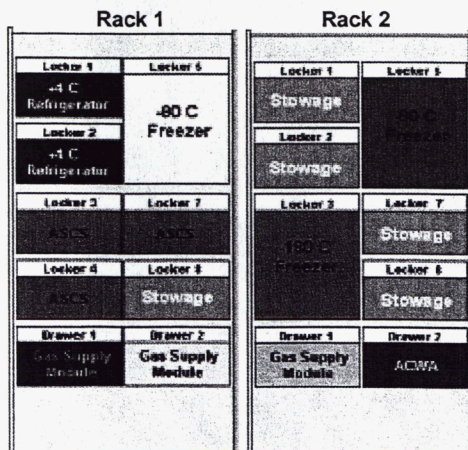 Rack 1
Locker 1
+4 C
Refrigerator
Locker 5
-80 C
Freezer
Locker 2
+4 C
Refrigerator
Locker 3
ASCS
Locker 7
ASCS
Locker 4
ASCS
Locker 8
Stowage
Drawer 1
Gas Supply
Module
Drawer 2
Gas Supply
Module
Rack 2
Locker 1
Stowage
Locker 5
Freezer
Locker 2
Stowage
Locker 3
Freezer
Locker 7
Stowage
Locker 8
Stowage
Drawer 1
Gas Supply
Module
Drawer 2
ACWA